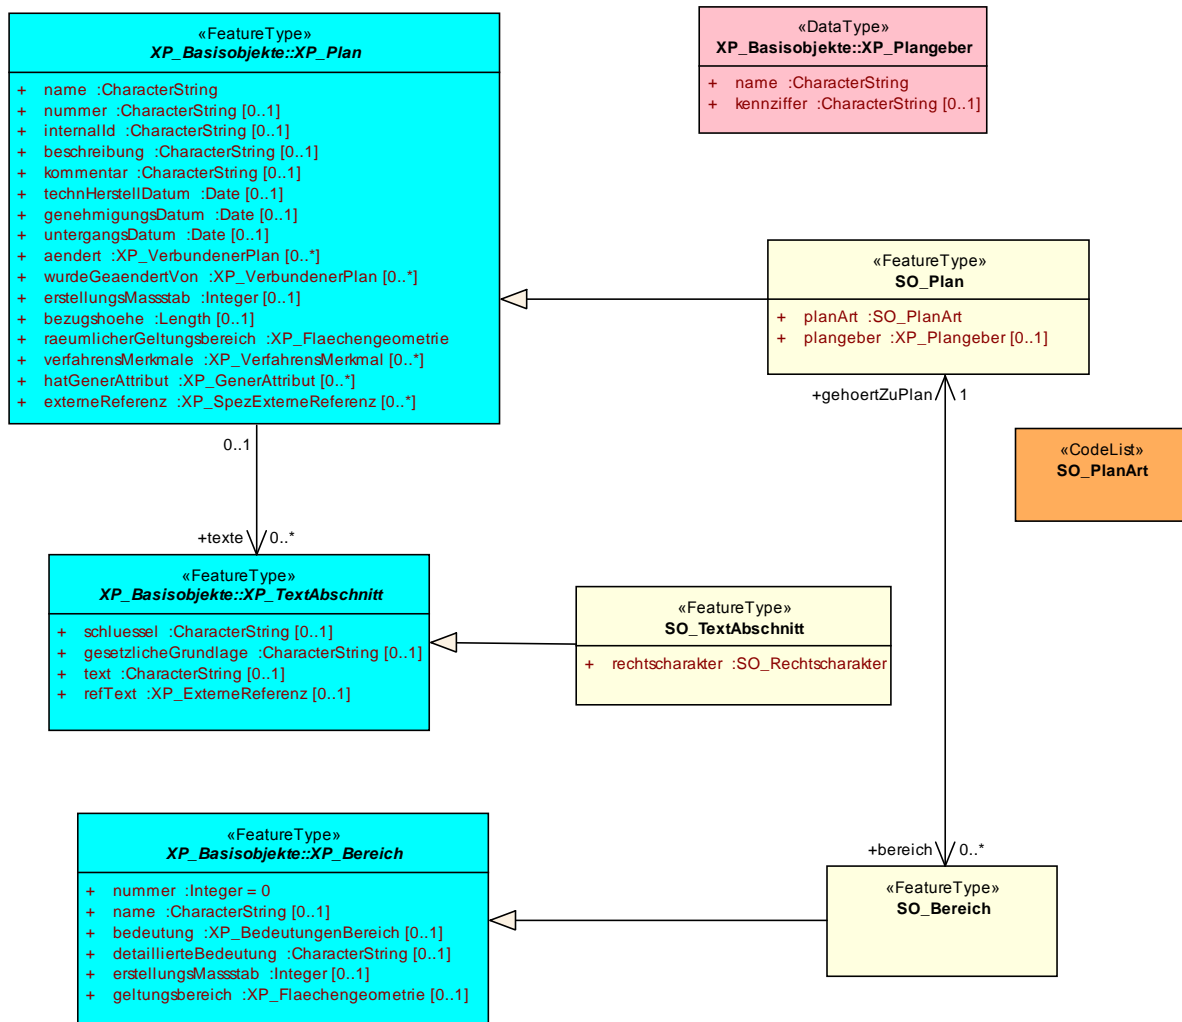 «FeatureType»
XP_Basisobjekte::XP_Plan
+ name :CharacterString
+ nummer :CharacterString [0..1]
+ internalId :CharacterString [0..1]
+ beschreibung :CharacterString [0..1]
+ kommentar :CharacterString [0..1]
+ technHerstellDatum :Date [0..1]
+ genehmigungsDatum :Date [0..1]
+ untergangsDatum :Date [0..1]
+ aendert :XP_VerbundenerPlan [0..*]
+ wurdeGeaendertVon :XP_VerbundenerPlan [0..*]
+ erstellungsMassstab :Integer [0..1]
+ bezugshoehe :Length [0..1]
+ raeumlicherGeltungsbereich :XP_Flaechengeometrie
+ verfahrensMerkmale :XP_VerfahrensMerkmal [0..*]
+ hatGenerAttribut :XP_GenerAttribut [0..*]
+ externeReferenz :XP_SpezExterneReferenz [0..*]
«DataType»
XP_Basisobjekte::XP_Plangeber
+ name :CharacterString
+ kennziffer :CharacterString [0..1]
«FeatureType»
SO_Plan
+ planArt :SO_PlanArt
+ plangeber :XP_Plangeber [0..1]
+gehoertZuPlan 1
«CodeList»
SO_PlanArt
0..1
+texte 0..*
«FeatureType»
XP_Basisobjekte::XP_TextAbschnitt
+ schluessel :CharacterString [0..1]
+ gesetzlicheGrundlage :CharacterString [0..1]
+ text :CharacterString [0..1]
+ refText :XP_ExterneReferenz [0..1]
«FeatureType»
SO_TextAbschnitt
+ rechtscharakter :SO_Rechtscharakter
«FeatureType»
XP_Basisobjekte::XP_Bereich
+ nummer :Integer = 0
+ name :CharacterString [0..1]
+ bedeutung :XP_BedeutungenBereich [0..1]
+ detaillierteBedeutung :CharacterString [0..1]
+ erstellungsMassstab :Integer [0..1]
+ geltungsbereich :XP_Flaechengeometrie [0..1]
+bereich 0..*
«FeatureType»
SO_Bereich